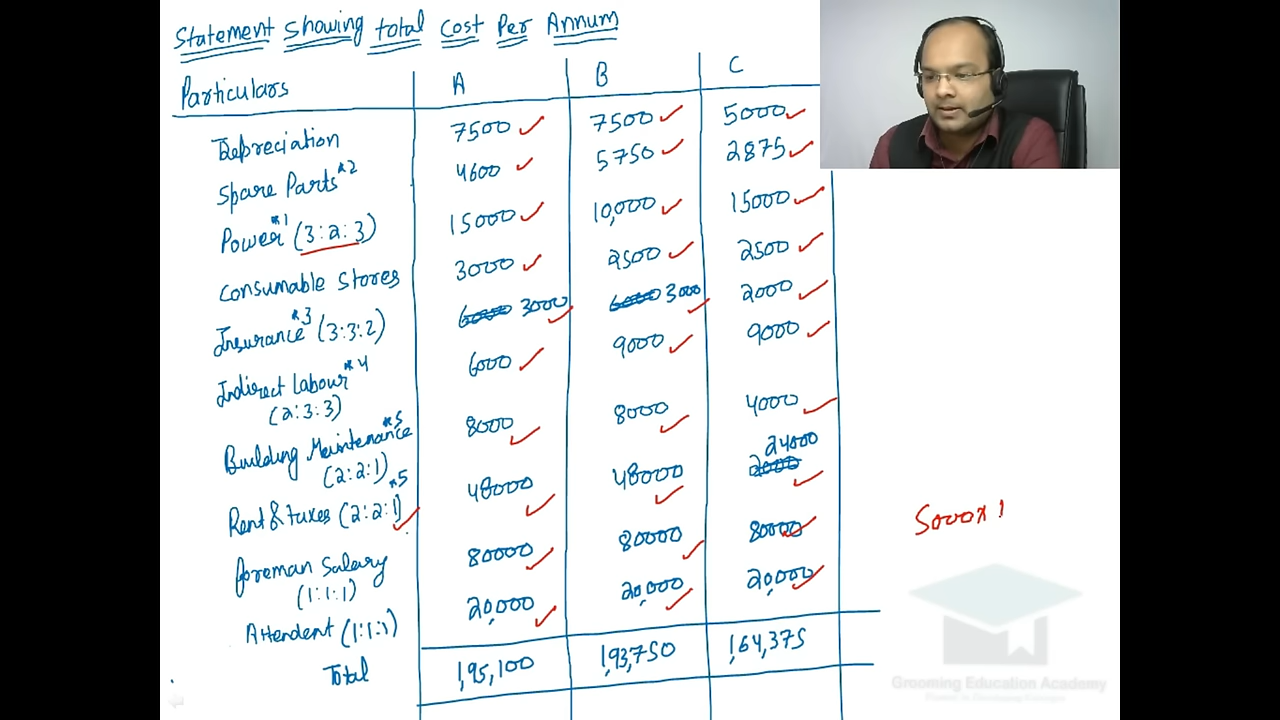 Statement Showing total Cost Per Annum
Particulars A B C
Depreciation 7500 7500 5000
Spare Parts *2 4600 5750 2875
Power *1 (3:2:3) 15000 10,000 15000
Consumable Stores 3000 2500 2500
Insurance *3 (3:3:2) 6000 3000 6000 3000 2000
Indirect Labour *4 6000 9000 9000
(2:3:3)
Building Maintenance *5 8000 8000 4000
(2:2:1)
Rent & taxes (2:2:1) *5 48000 48000 24000 2000
foreman Salary 80000 80000 80000
(1:1:1)
Attendent (1:1:1) 20,000 20,000 20,000
Total 1,95,100 1,93,750 1,64,375
5000x1
Grooming Education Academy